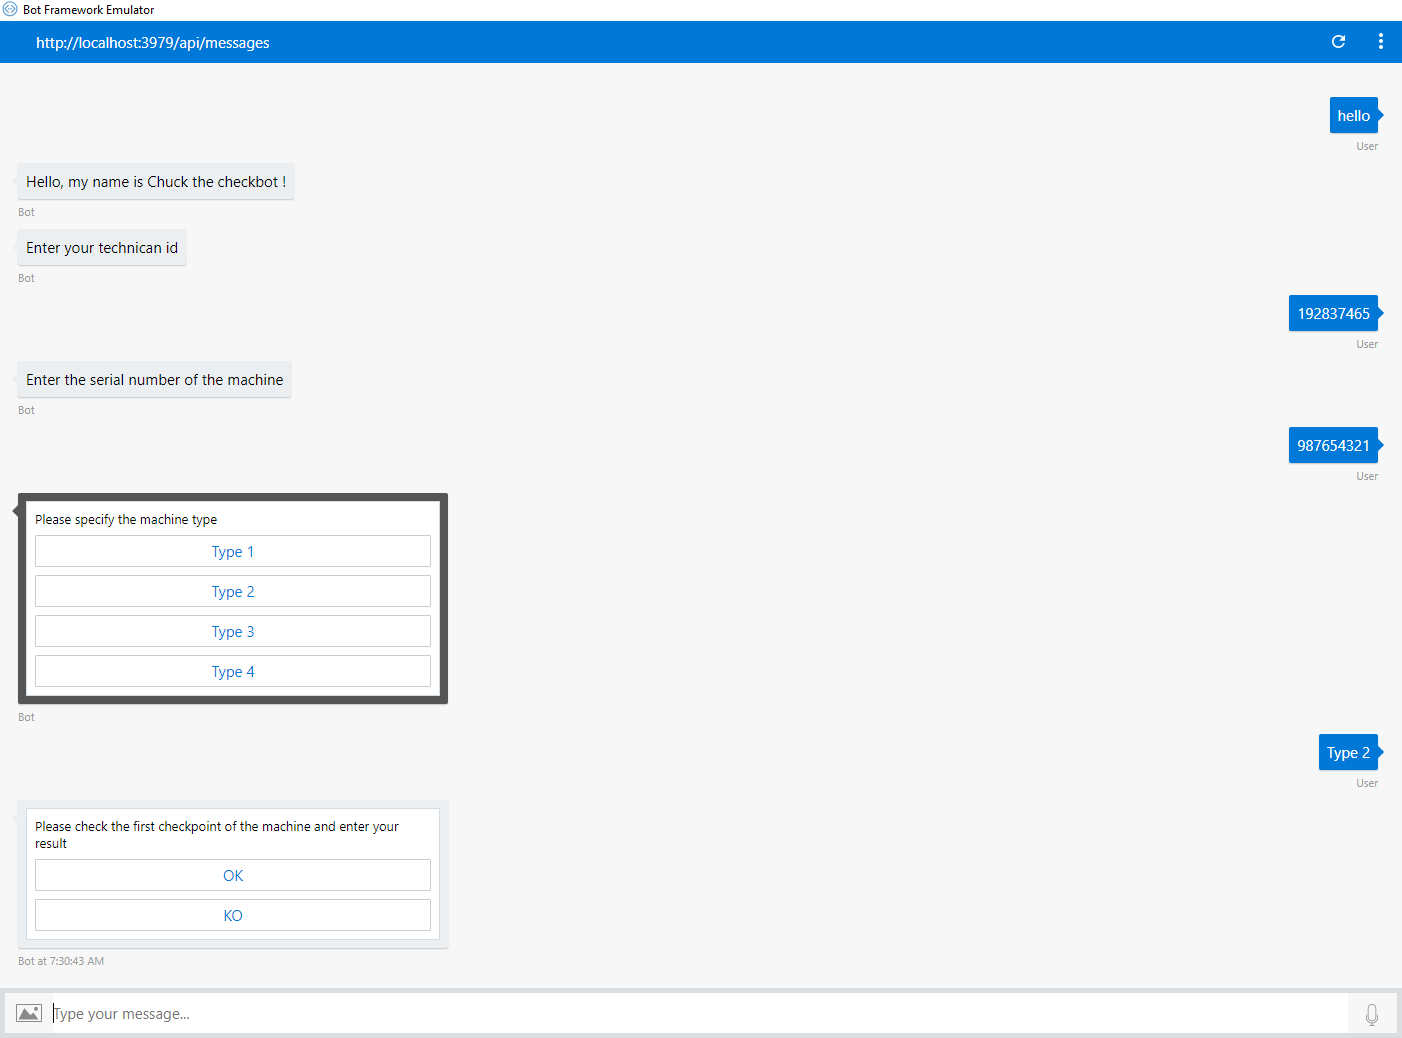 Bot Framework Emulator
http://localhost:3979/api/messages
hello
User
Hello, my name is Chuck the checkbot !
Bot
Enter your technican id
Bot
192837465
User
Enter the serial number of the machine
Bot
987654321
User
Please specify the machine type
Type 1
Type 2
Type 3
Type 4
Bot
Type 2
User
Please check the first checkpoint of the machine and enter your
result
OK
KO
Bot at 7:30:43 AM
Type your message...